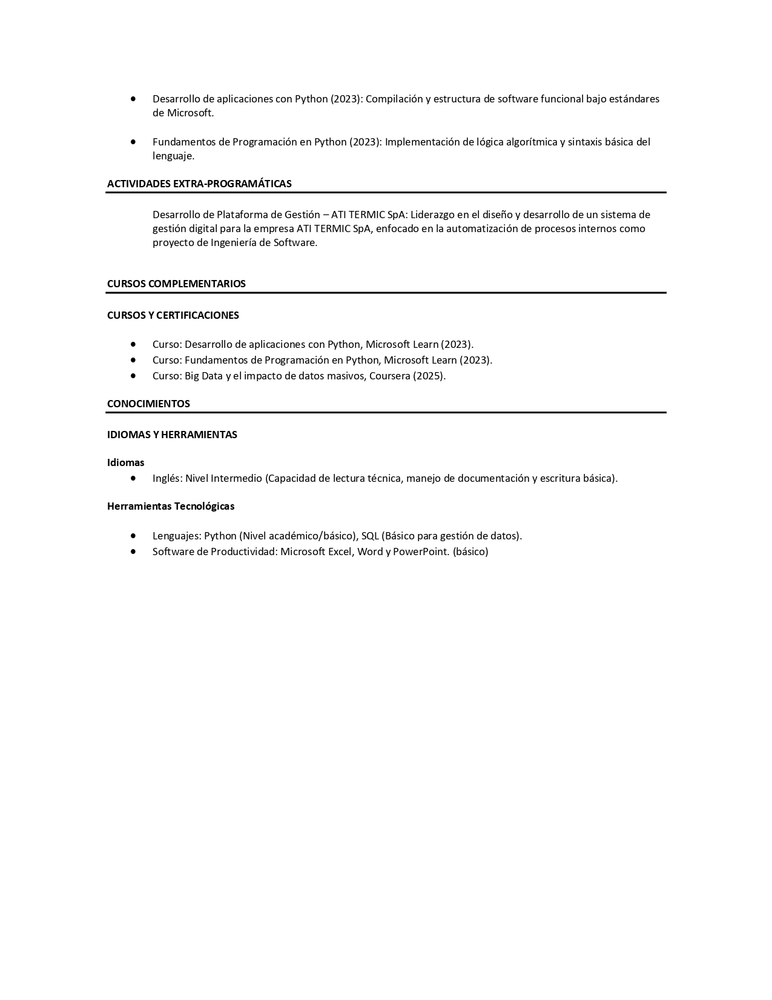 ● Desarrollo de aplicaciones con Python (2023): Compilación y estructura de software funcional bajo estándares
de Microsoft.
● Fundamentos de Programación en Python (2023): Implementación de lógica algorítmica y sintaxis básica del
lenguaje.
ACTIVIDADES EXTRA-PROGRAMÁTICAS
Desarrollo de Plataforma de Gestión – ATI TERMIC SpA: Liderazgo en el diseño y desarrollo de un sistema de
gestión digital para la empresa ATI TERMIC SpA, enfocado en la automatización de procesos internos como
proyecto de Ingeniería de Software.
CURSOS COMPLEMENTARIOS
CURSOS Y CERTIFICACIONES
● Curso: Desarrollo de aplicaciones con Python, Microsoft Learn (2023).
● Curso: Fundamentos de Programación en Python, Microsoft Learn (2023).
● Curso: Big Data y el impacto de datos masivos, Coursera (2025).
CONOCIMIENTOS
IDIOMAS Y HERRAMIENTAS
Idiomas
● Inglés: Nivel Intermedio (Capacidad de lectura técnica, manejo de documentación y escritura básica).
Herramientas Tecnológicas
● Lenguajes: Python (Nivel académico/básico), SQL (Básico para gestión de datos).
● Software de Productividad: Microsoft Excel, Word y PowerPoint. (básico)